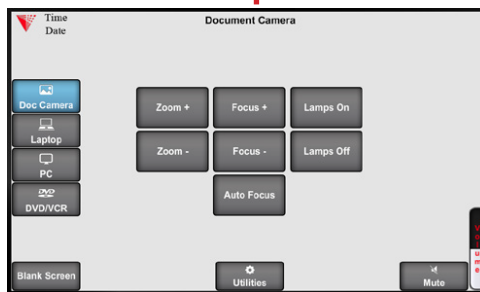 Time
Date
Document Camera
Doc Camera
Laptop
PC
DVD
DVD/VCR
Zoom +
Focus +
Lamps On
Zoom -
Focus -
Lamps Off
Auto Focus
Blank Screen
Utilities
Mute